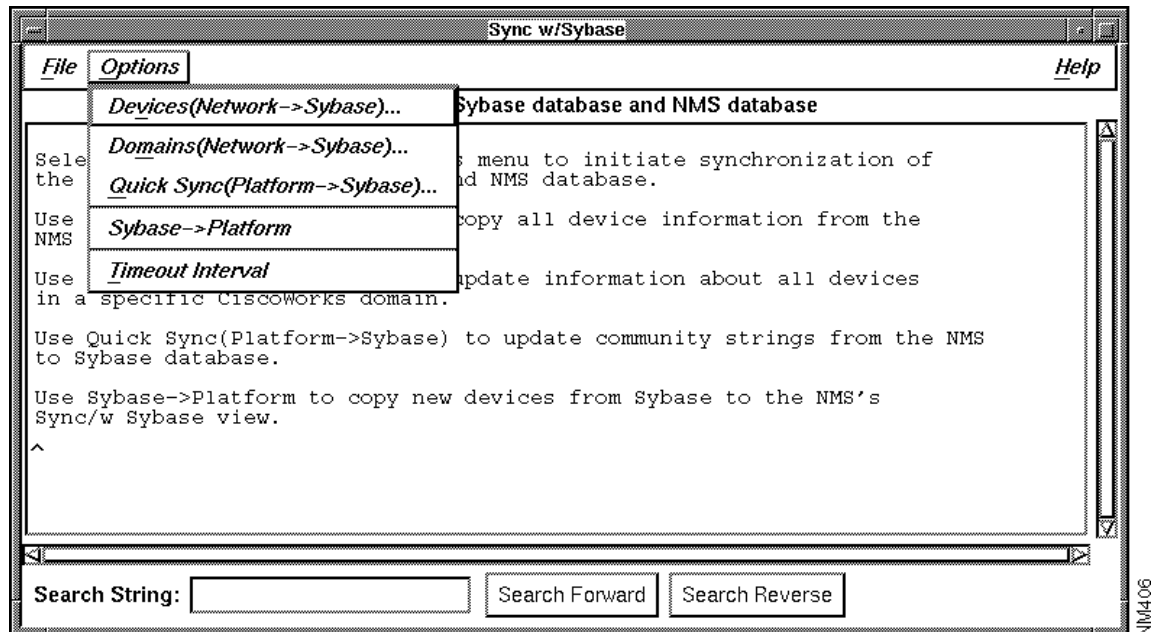 Sync w/Sybase
File Options Help
Devices(Network->Sybase)...
Domains(Network->Sybase)...
Quick Sync(Platform->Sybase)...
Sybase->Platform
Timeout Interval
Sybase database and NMS database
menu to initiate synchronization of
the NMS database.
Use copy all device information from the
NMS
Use update information about all devices
in a specific CiscoWorks domain.
Use Quick Sync(Platform->Sybase) to update community strings from the NMS
to Sybase database.
Use Sybase->Platform to copy new devices from Sybase to the NMS's
Sync/w Sybase view.
^
Search String: Search Forward Search Reverse
NM406